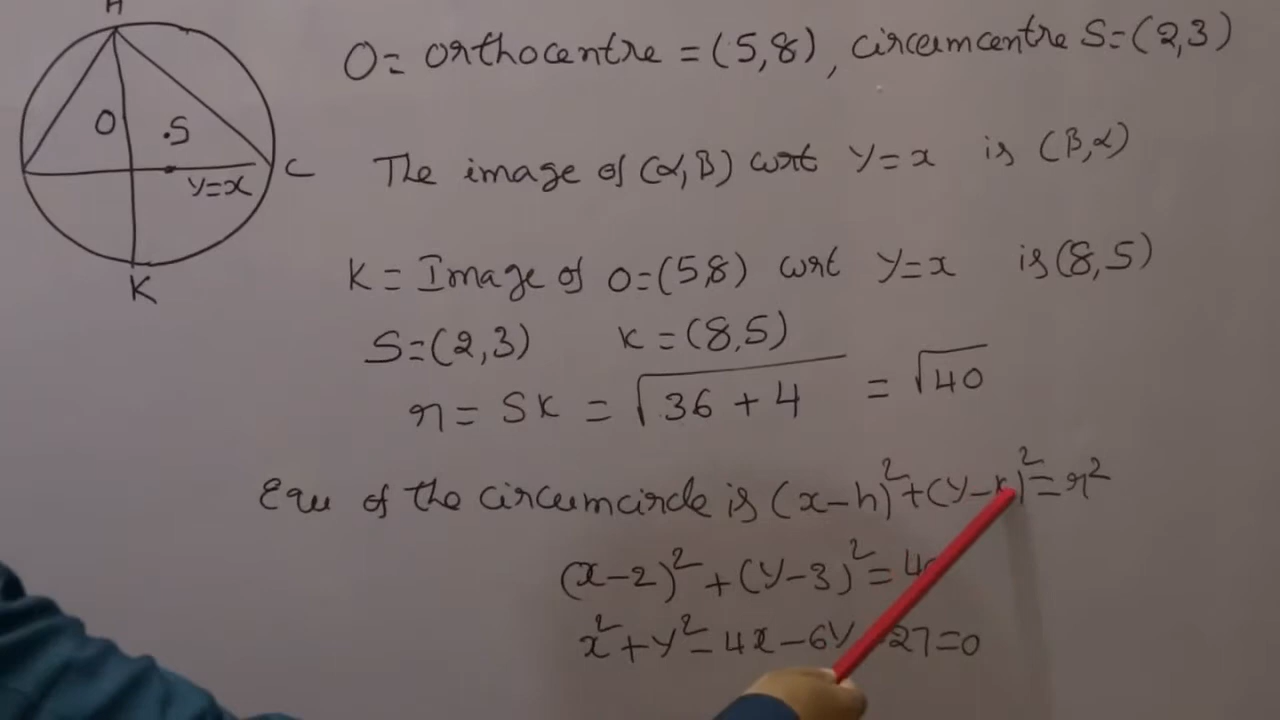 A
O= orthocentre = (5,8), circumcentre S=(2,3)
O
.S
C
y=x
K
The image of (α,β) wrt y=x is (β,α)
K = Image of O=(5,8) wrt y=x is (8,5)
S=(2,3) K=(8,5)
r = SK = √36 + 4 = √40
Equ of the circumcircle is (x-h)²+(y-k)²=r²
(x-2)²+(y-3)²=40
x²+y²-4x-6y 27=0